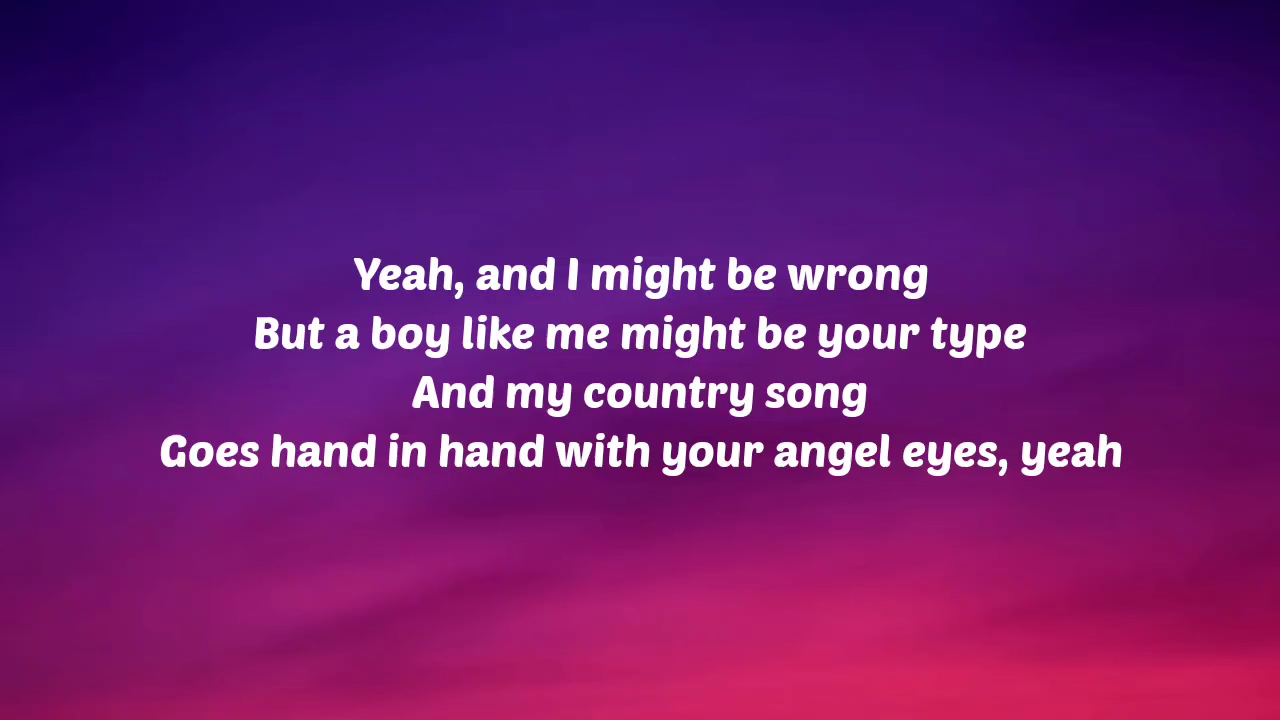 Yeah, and I might be wrong
But a boy like me might be your type
And my country song
Goes hand in hand with your angel eyes, yeah